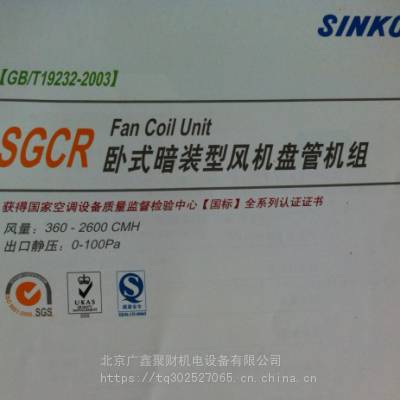 SINKO
【GB/T19232-2003】
SGCR Fan Coil Unit
卧式暗装型风机盘管机组
获得国家空调设备质量监督检验中心【国标】全系列认证证书
风量：360 - 2600 CMH
出口静压：0-100Pa
SGS
UKAS
QUALITY
MANAGEMENT
北京广鑫聚财机电设备有限公司
https://tq302527065.cn.china.cn